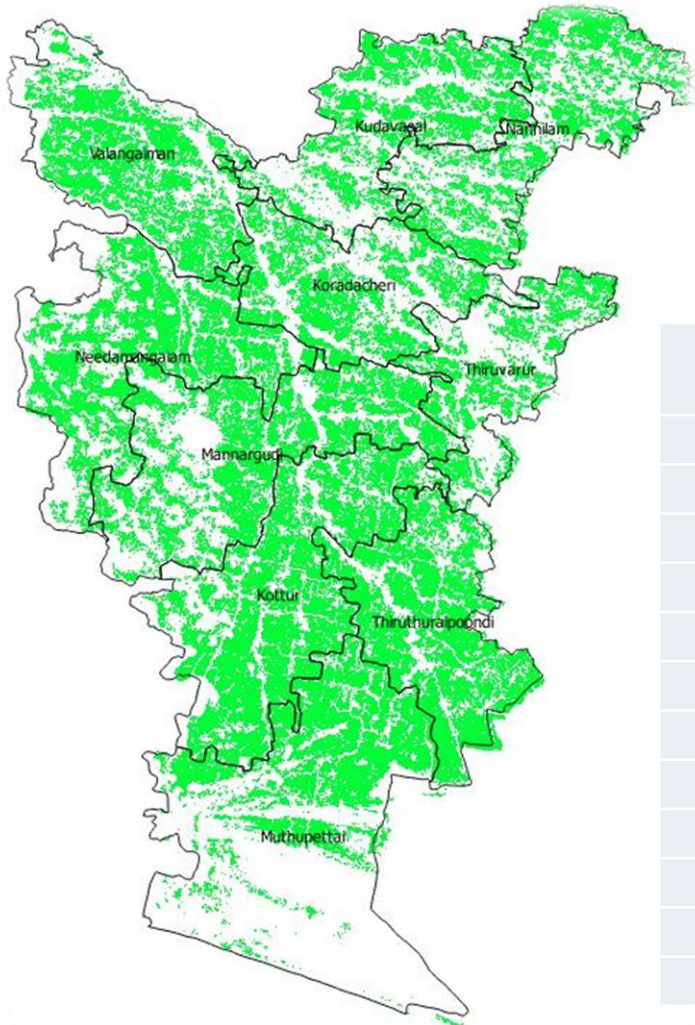 Kudavasal
Nannilam
Valangaiman
Koradacheri
Needamangalam
Thiruvarur
Mannargudi
Kottur
Thiruthuraipoondi
Muthupettai